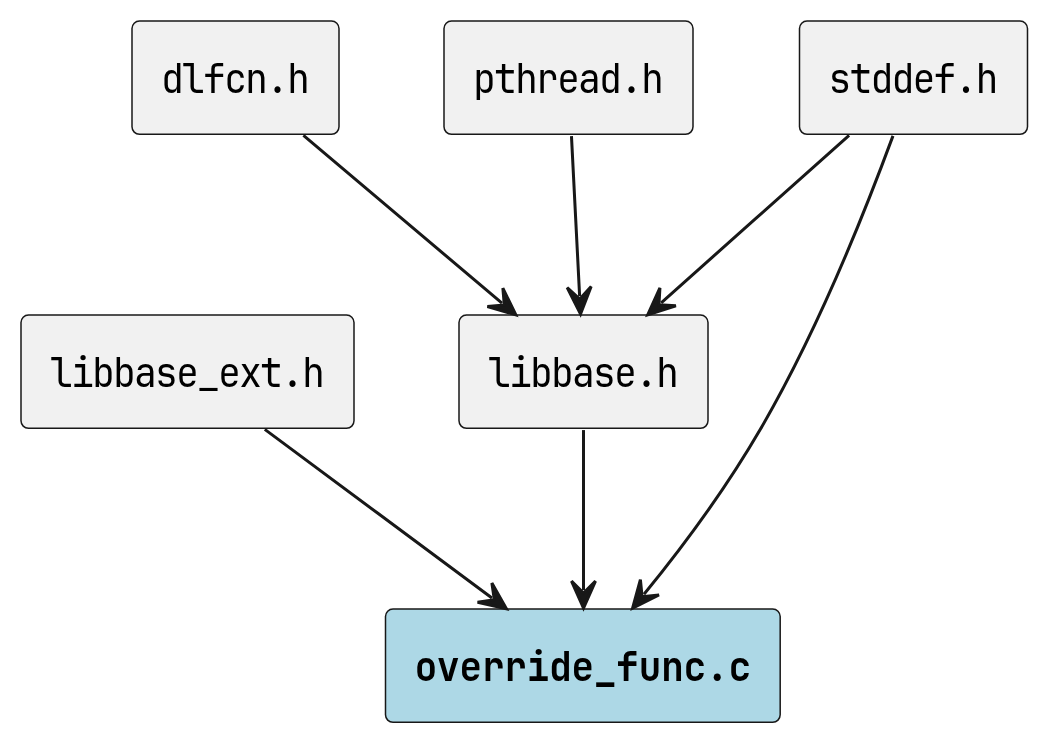 dlfcn.h
pthread.h
stddef.h
libbase_ext.h
libbase.h
override_func.c